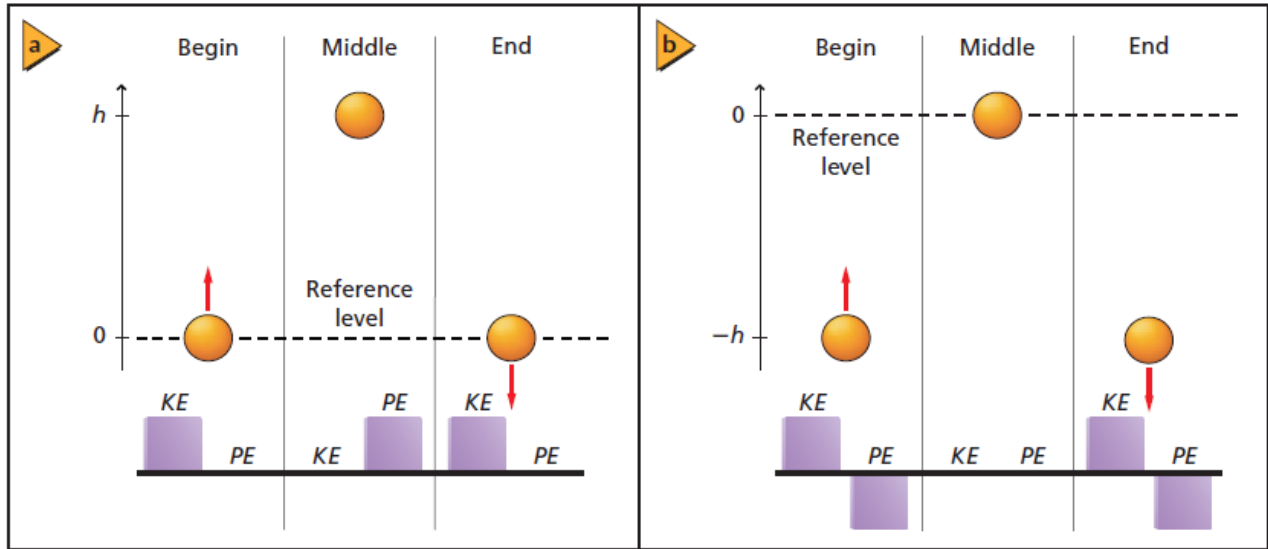 a
Begin
Middle
End
h
Reference
level
0
KE
PE
KE
PE
KE
PE
b
Begin
Middle
End
0
Reference
level
−h
KE
PE
KE
PE
KE
PE